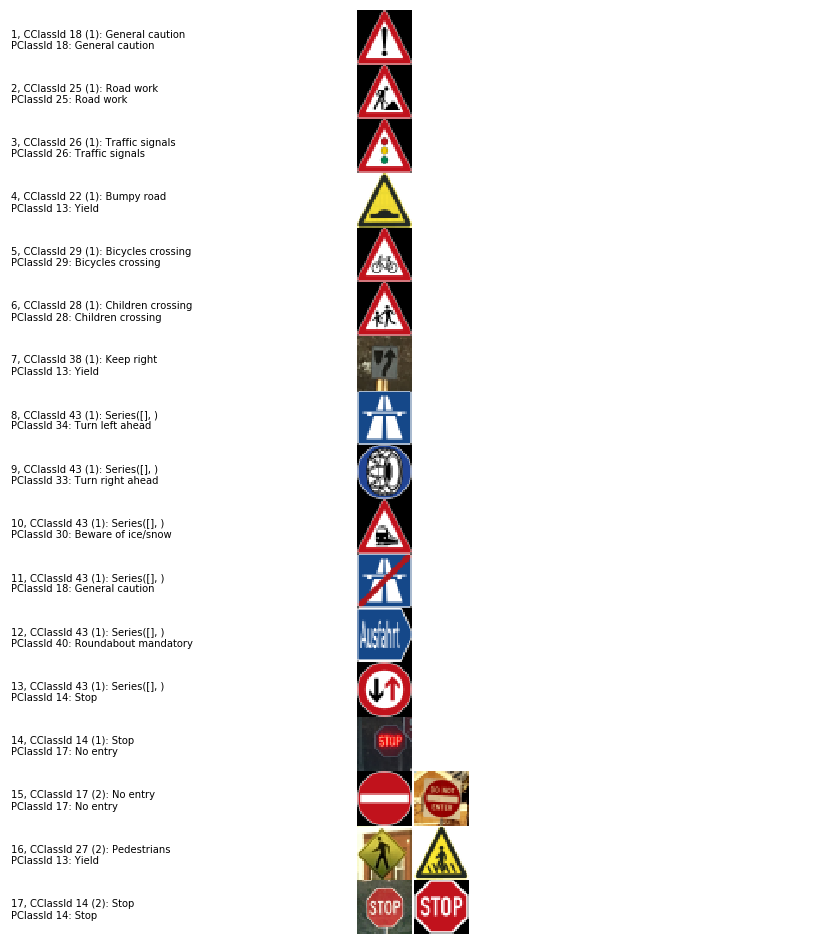 1, CClassId 18 (1): General caution
PClassId 18: General caution
2, CClassId 25 (1): Road work
PClassId 25: Road work
3, CClassId 26 (1): Traffic signals
PClassId 26: Traffic signals
4, CClassId 22 (1): Bumpy road
PClassId 13: Yield
5, CClassId 29 (1): Bicycles crossing
PClassId 29: Bicycles crossing
6, CClassId 28 (1): Children crossing
PClassId 28: Children crossing
7, CClassId 38 (1): Keep right
PClassId 13: Yield
8, CClassId 43 (1): Series([], )
PClassId 34: Turn left ahead
9, CClassId 43 (1): Series([], )
PClassId 33: Turn right ahead
10, CClassId 43 (1): Series([], )
PClassId 30: Beware of ice/snow
11, CClassId 43 (1): Series([], )
PClassId 18: General caution
12, CClassId 43 (1): Series([], )
PClassId 40: Roundabout mandatory
Ausfahrt
13, CClassId 43 (1): Series([], )
PClassId 14: Stop
14, CClassId 14 (1): Stop
PClassId 17: No entry
STOP
15, CClassId 17 (2): No entry
PClassId 17: No entry
DO NOT
ENTER
16, CClassId 27 (2): Pedestrians
PClassId 13: Yield
17, CClassId 14 (2): Stop
PClassId 14: Stop
STOP
STOP